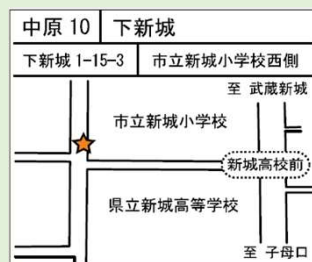 中原 10 下新城
下新城 1-15-3 市立新城小学校西側
至 武蔵新城
市立新城小学校
新城高校前
県立新城高等学校
至 子母口